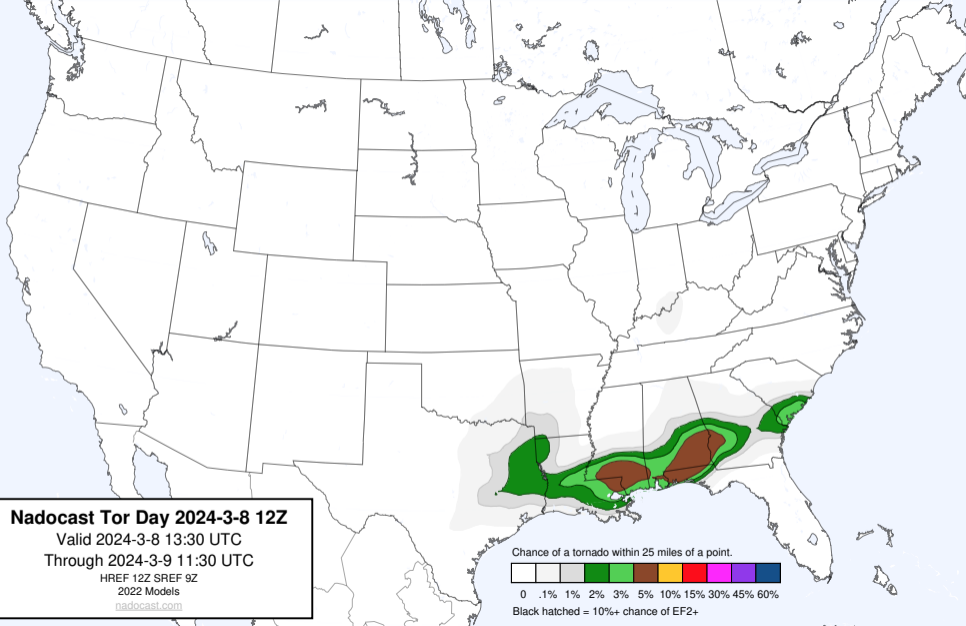 Nadocast Tor Day 2024-3-8 12Z
Valid 2024-3-8 13:30 UTC
Through 2024-3-9 11:30 UTC
HREF 12Z SREF 9Z
2022 Models
nadocast.com
Chance of a tornado within 25 miles of a point.
0 .1% 1% 2% 3% 5% 10% 15% 30% 45% 60%
Black hatched = 10%+ chance of EF2+